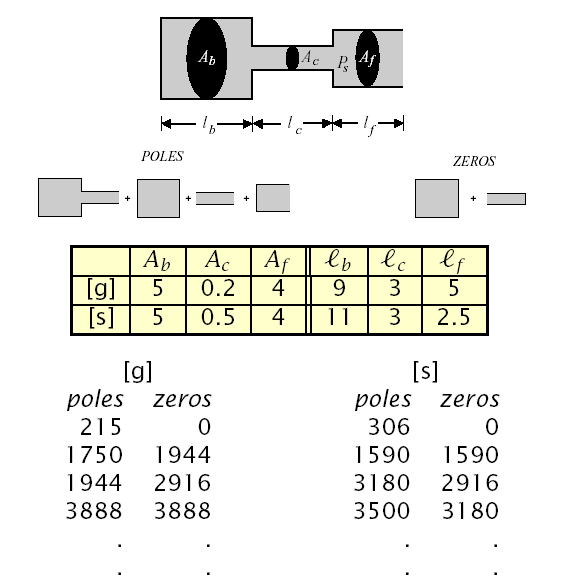 A_b A_c P_s A_f
l_b l_c l_f
POLES ZEROS
+ + + +
A_b A_c A_f ℓ_b ℓ_c ℓ_f
[g] 5 0.2 4 9 3 5
[s] 5 0.5 4 11 3 2.5
[g] [s]
poles zeros poles zeros
215 0 306 0
1750 1944 1590 1590
1944 2916 3180 2916
3888 3888 3500 3180
. . . .
. . . .